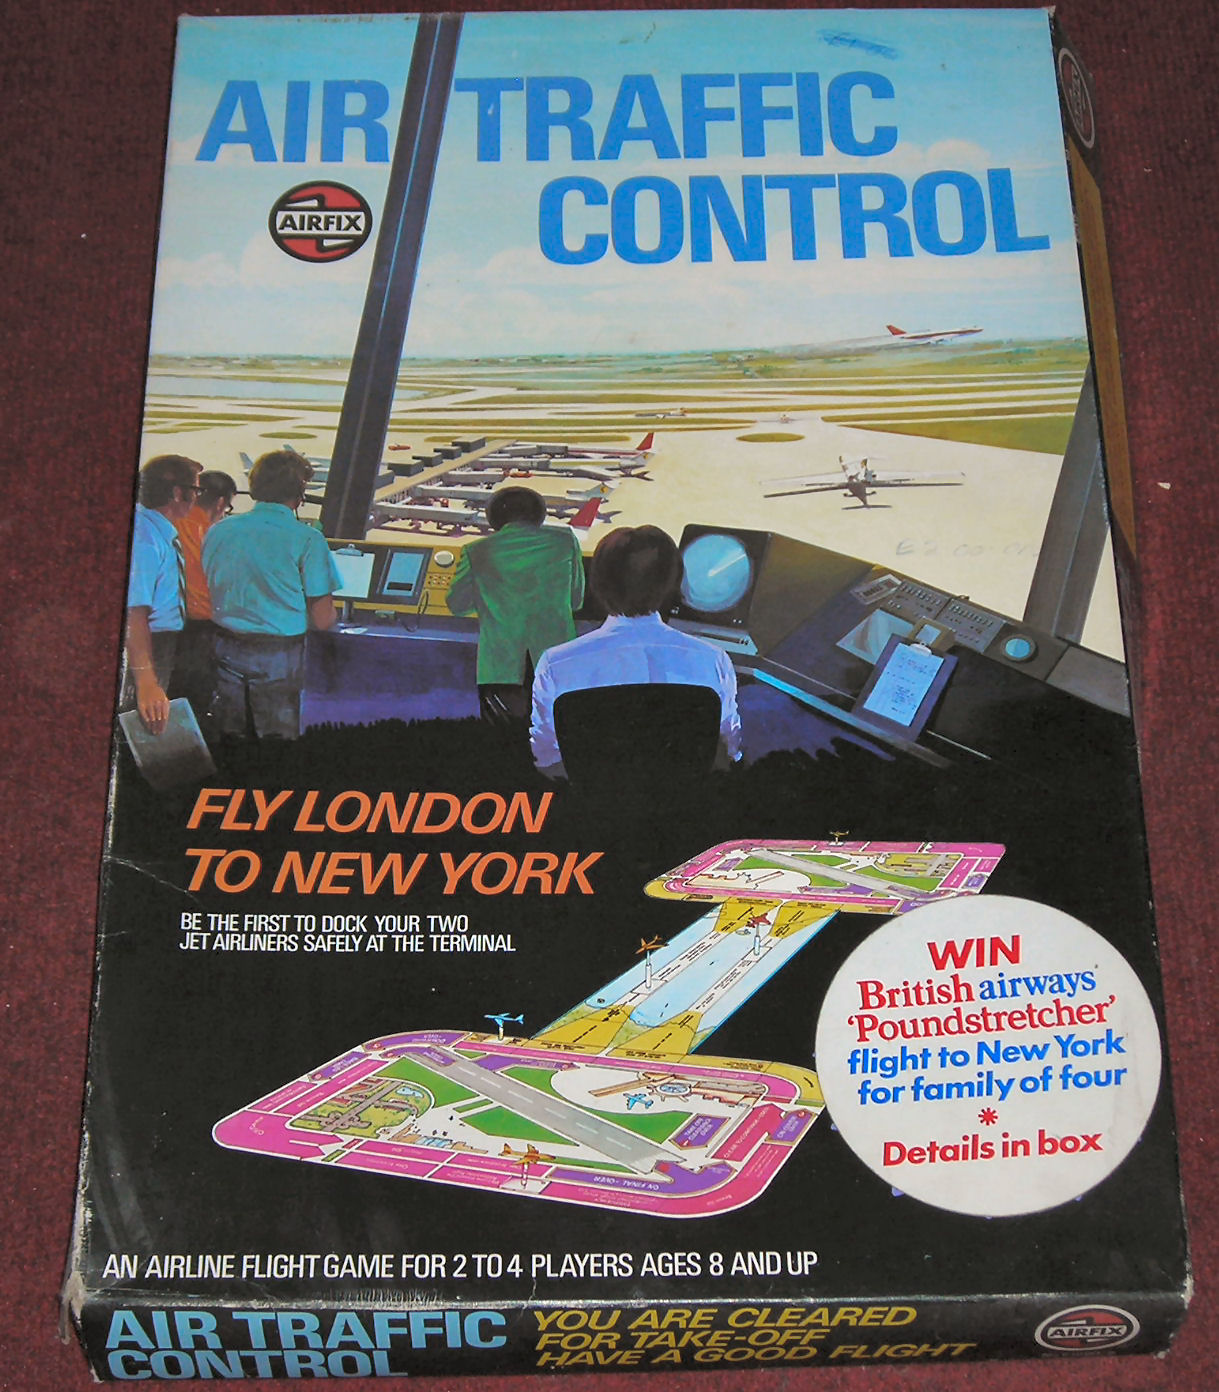 AIR TRAFFIC
CONTROL
AIRFIX
FLY LONDON
TO NEW YORK
BE THE FIRST TO DOCK YOUR TWO
JET AIRLINERS SAFELY AT THE TERMINAL
WIN
British airways
'Poundstretcher'
flight to New York
for family of four
*
Details in box
ON FINAL - OVER
AN AIRLINE FLIGHT GAME FOR 2 TO 4 PLAYERS AGES 8 AND UP
AIR TRAFFIC
CONTROL
YOU ARE CLEARED
FOR TAKE-OFF
HAVE A GOOD FLIGHT
AIRFIX